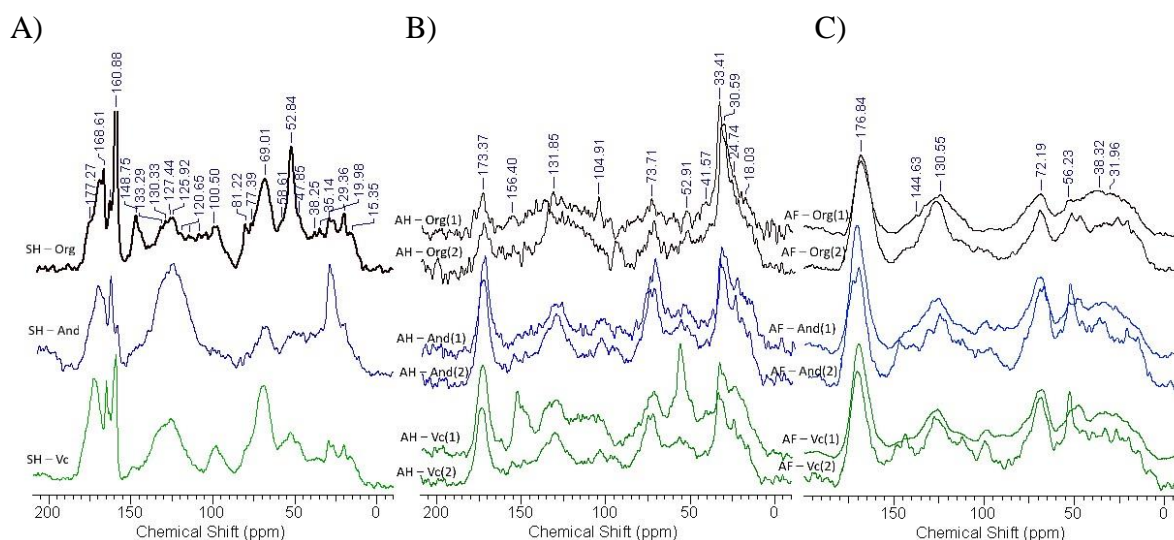 A)
B)
C)
177.27
168.61
160.88
148.75
133.29
130.33
127.44
125.92
120.65
100.50
81.22
77.39
69.01
58.61
52.84
47.85
38.25
35.14
29.36
19.98
15.35
SH – Org
SH – And
SH – Vc
200 150 100 50 0
Chemical Shift (ppm)
173.37
156.40
131.85
104.91
73.71
52.91
41.57
33.41
30.59
24.74
18.03
AH – Org(1)
AH – Org(2)
AH – And(1)
AH – And(2)
AH – Vc(1)
AH – Vc(2)
200 150 100 50 0
Chemical Shift (ppm)
176.84
144.63
130.55
72.19
56.23
38.32
31.96
AF – Org(1)
AF – Org(2)
AF – And(1)
AF – And(2)
AF – Vc(1)
AF – Vc(2)
150 100 50 0
Chemical Shift (ppm)